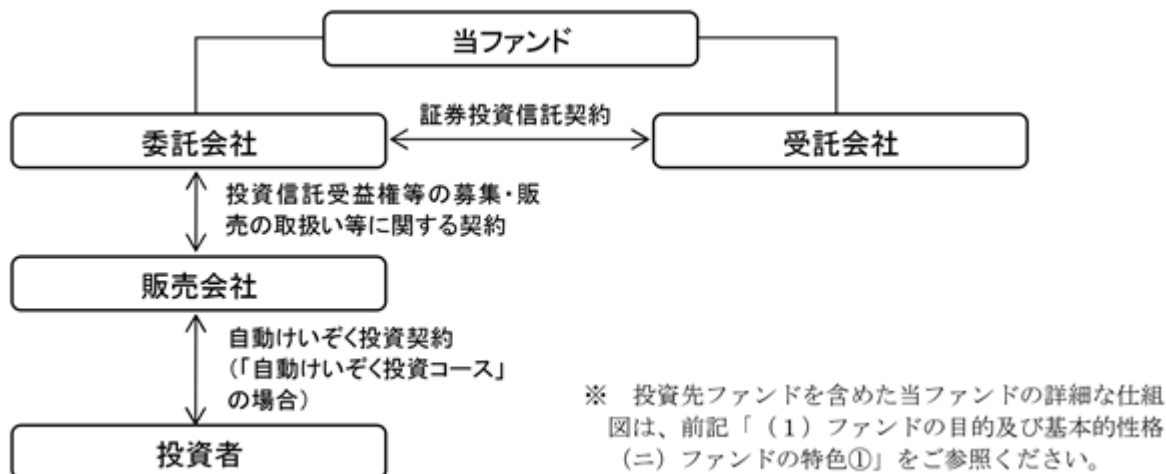 当ファンド
証券投資信託契約
委託会社
受託会社
投資信託受益権等の募集・販
売の取扱い等に関する契約
販売会社
自動けいぞく投資契約
（「自動けいぞく投資コース」
の場合）
投資者
※　投資先ファンドを含めた当ファンドの詳細な仕組
図は、前記「（１）ファンドの目的及び基本的性格
（ニ）ファンドの特色①」をご参照ください。